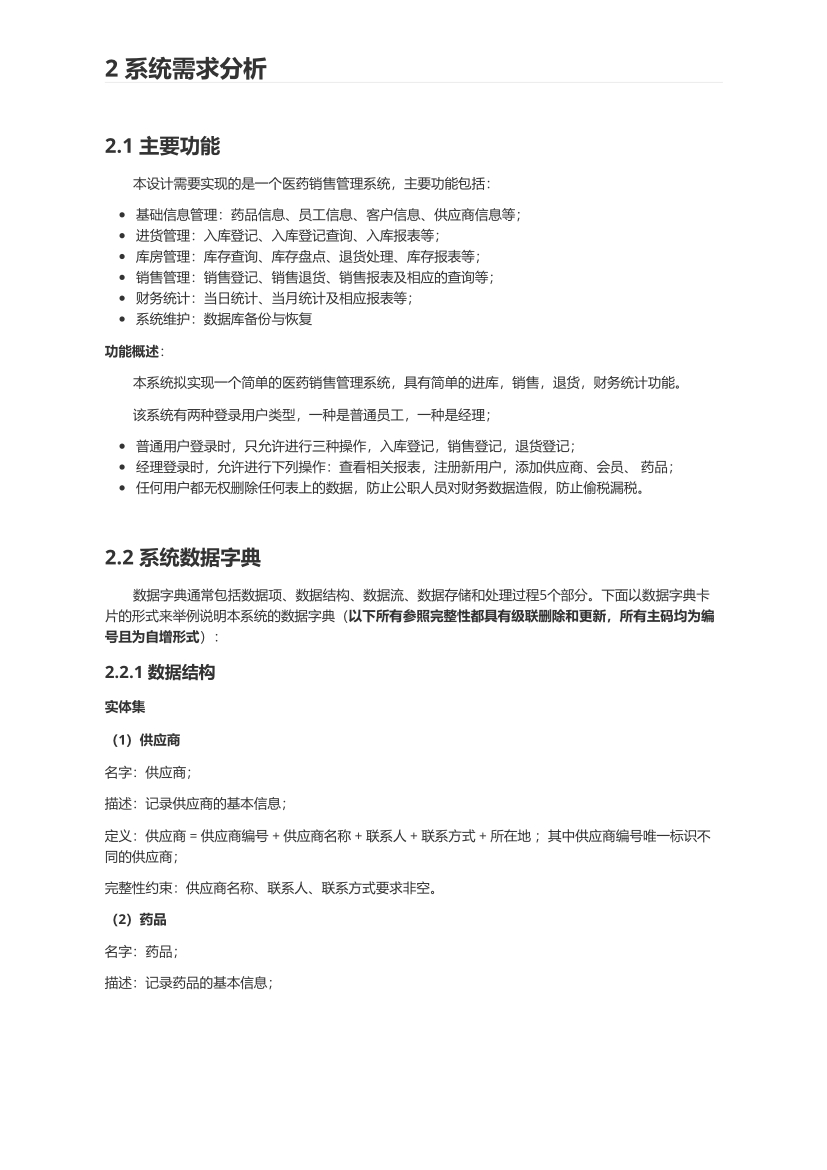 2 系统需求分析
2.1 主要功能
本设计需要实现的是一个医药销售管理系统，主要功能包括：
• 基础信息管理：药品信息、员工信息、客户信息、供应商信息等；
• 进货管理：入库登记、入库登记查询、入库报表等；
• 库房管理：库存查询、库存盘点、退货处理、库存报表等；
• 销售管理：销售登记、销售退货、销售报表及相应的查询等；
• 财务统计：当日统计、当月统计及相应报表等；
• 系统维护：数据库备份与恢复
功能概述：
本系统拟实现一个简单的医药销售管理系统，具有简单的进库，销售，退货，财务统计功能。
该系统有两种登录用户类型，一种是普通员工，一种是经理；
• 普通用户登录时，只允许进行三种操作，入库登记，销售登记，退货登记；
• 经理登录时，允许进行下列操作：查看相关报表，注册新用户，添加供应商、会员、 药品；
• 任何用户都无权删除任何表上的数据，防止公职人员对财务数据造假，防止偷税漏税。
2.2 系统数据字典
数据字典通常包括数据项、数据结构、数据流、数据存储和处理过程5个部分。下面以数据字典卡
片的形式来举例说明本系统的数据字典（以下所有参照完整性都具有级联删除和更新，所有主码均为编
号且为自增形式）：
2.2.1 数据结构
实体集
（1）供应商
名字：供应商；
描述：记录供应商的基本信息；
定义：供应商 = 供应商编号 + 供应商名称 + 联系人 + 联系方式 + 所在地 ；其中供应商编号唯一标识不
同的供应商；
完整性约束：供应商名称、联系人、联系方式要求非空。
（2）药品
名字：药品；
描述：记录药品的基本信息；